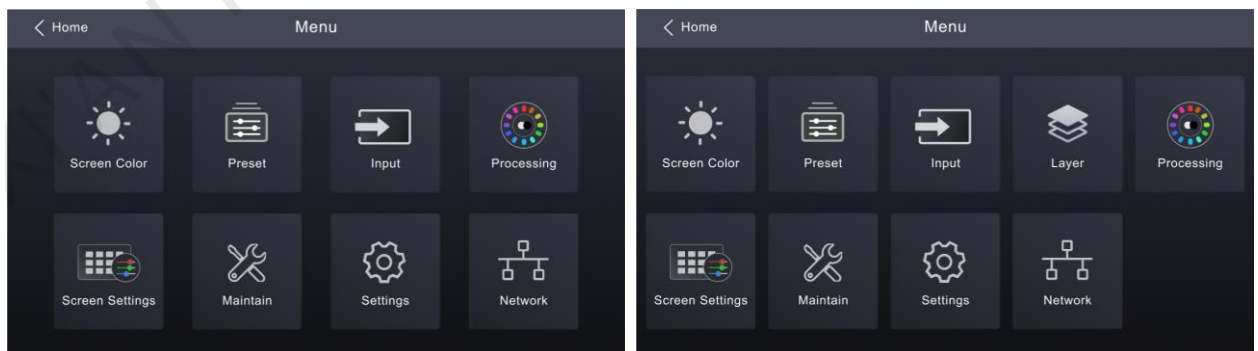 Home
Menu
Screen Color
Preset
Input
Processing
Screen Settings
Maintain
Settings
Network
Home
Menu
Screen Color
Preset
Input
Layer
Processing
Screen Settings
Maintain
Settings
Network